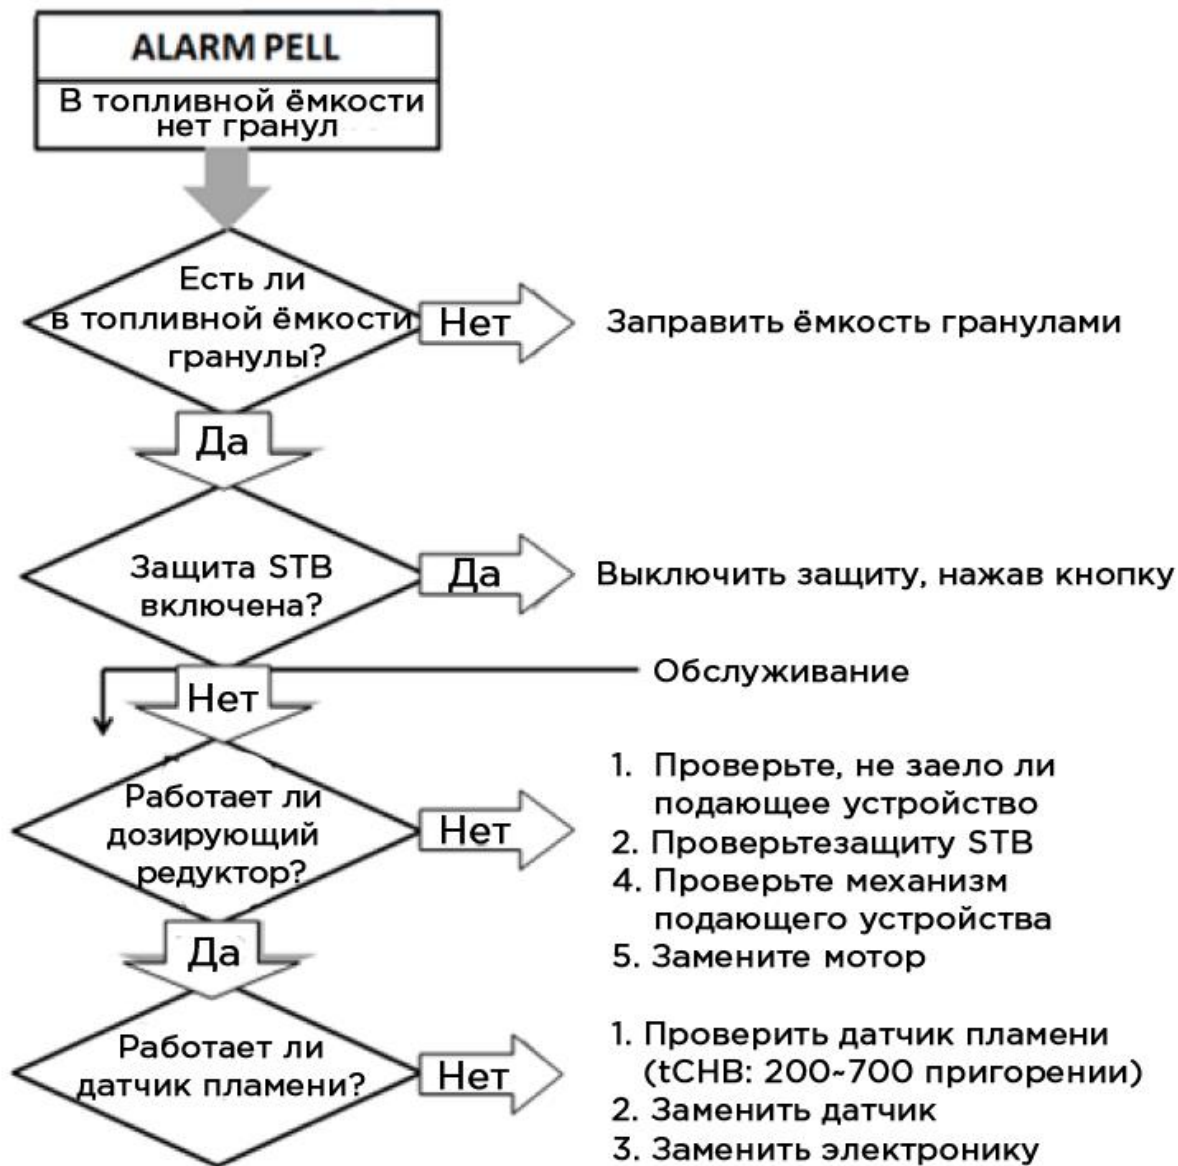 ALARM PELL
В топливной ёмкости
нет гранул
Есть ли
в топливной ёмкости
гранулы?
Нет
Заправить ёмкость гранулами
Да
Защита STB
включена?
Да
Выключить защиту, нажав кнопку
Обслуживание
Нет
Работает ли
дозирующий
редуктор?
Нет
1. Проверьте, не заело ли
подающее устройство
2. Проверьтезащиту STB
4. Проверьте механизм
подающего устройства
5. Замените мотор
Да
Работает ли
датчик пламени?
Нет
1. Проверить датчик пламени
(tCHB: 200~700 пригорении)
2. Заменить датчик
3. Заменить электронику